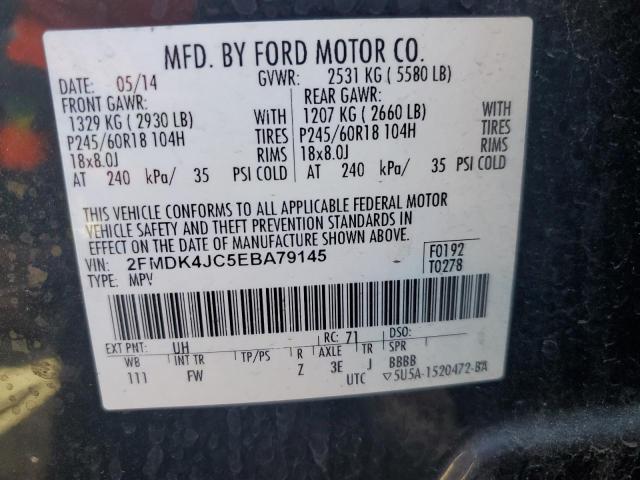 MFD. BY FORD MOTOR CO.
DATE: 05/14 GVWR: 2531 KG ( 5580 LB)
FRONT GAWR: REAR GAWR:
1329 KG ( 2930 LB) WITH 1207 KG ( 2660 LB) WITH
P245/60R18 104H TIRES P245/60R18 104H TIRES
18x8.0J RIMS 18x8.0J RIMS
AT 240 kPa/ 35 PSI COLD AT 240 kPa/ 35 PSI COLD
THIS VEHICLE CONFORMS TO ALL APPLICABLE FEDERAL MOTOR
VEHICLE SAFETY AND THEFT PREVENTION STANDARDS IN
EFFECT ON THE DATE OF MANUFACTURE SHOWN ABOVE.
VIN: 2FMDK4JC5EBA79145 F0192
TYPE: MPV T0278
EXT PNT: UH RC: 71 DSO:
WB INT TR TP/PS R AXLE TR SPR
111 FW Z 3E J BBBB
UTC ▽5U5A-1520472-BA